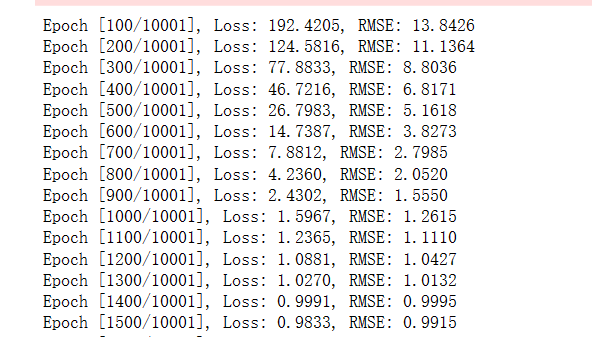 Epoch [100/10001], Loss: 192.4205, RMSE: 13.8426
Epoch [200/10001], Loss: 124.5816, RMSE: 11.1364
Epoch [300/10001], Loss: 77.8833, RMSE: 8.8036
Epoch [400/10001], Loss: 46.7216, RMSE: 6.8171
Epoch [500/10001], Loss: 26.7983, RMSE: 5.1618
Epoch [600/10001], Loss: 14.7387, RMSE: 3.8273
Epoch [700/10001], Loss: 7.8812, RMSE: 2.7985
Epoch [800/10001], Loss: 4.2360, RMSE: 2.0520
Epoch [900/10001], Loss: 2.4302, RMSE: 1.5550
Epoch [1000/10001], Loss: 1.5967, RMSE: 1.2615
Epoch [1100/10001], Loss: 1.2365, RMSE: 1.1110
Epoch [1200/10001], Loss: 1.0881, RMSE: 1.0427
Epoch [1300/10001], Loss: 1.0270, RMSE: 1.0132
Epoch [1400/10001], Loss: 0.9991, RMSE: 0.9995
Epoch [1500/10001], Loss: 0.9833, RMSE: 0.9915